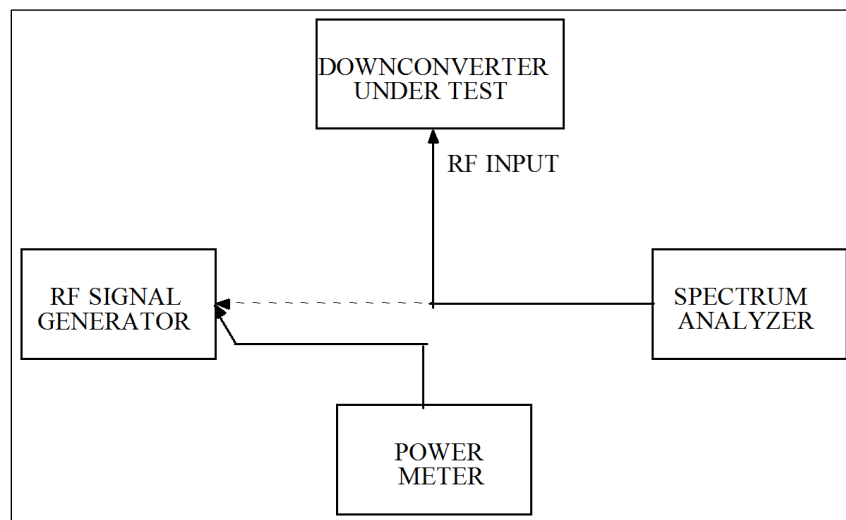 DOWNCONVERTER
UNDER TEST
RF INPUT
RF SIGNAL
GENERATOR
SPECTRUM
ANALYZER
POWER
METER